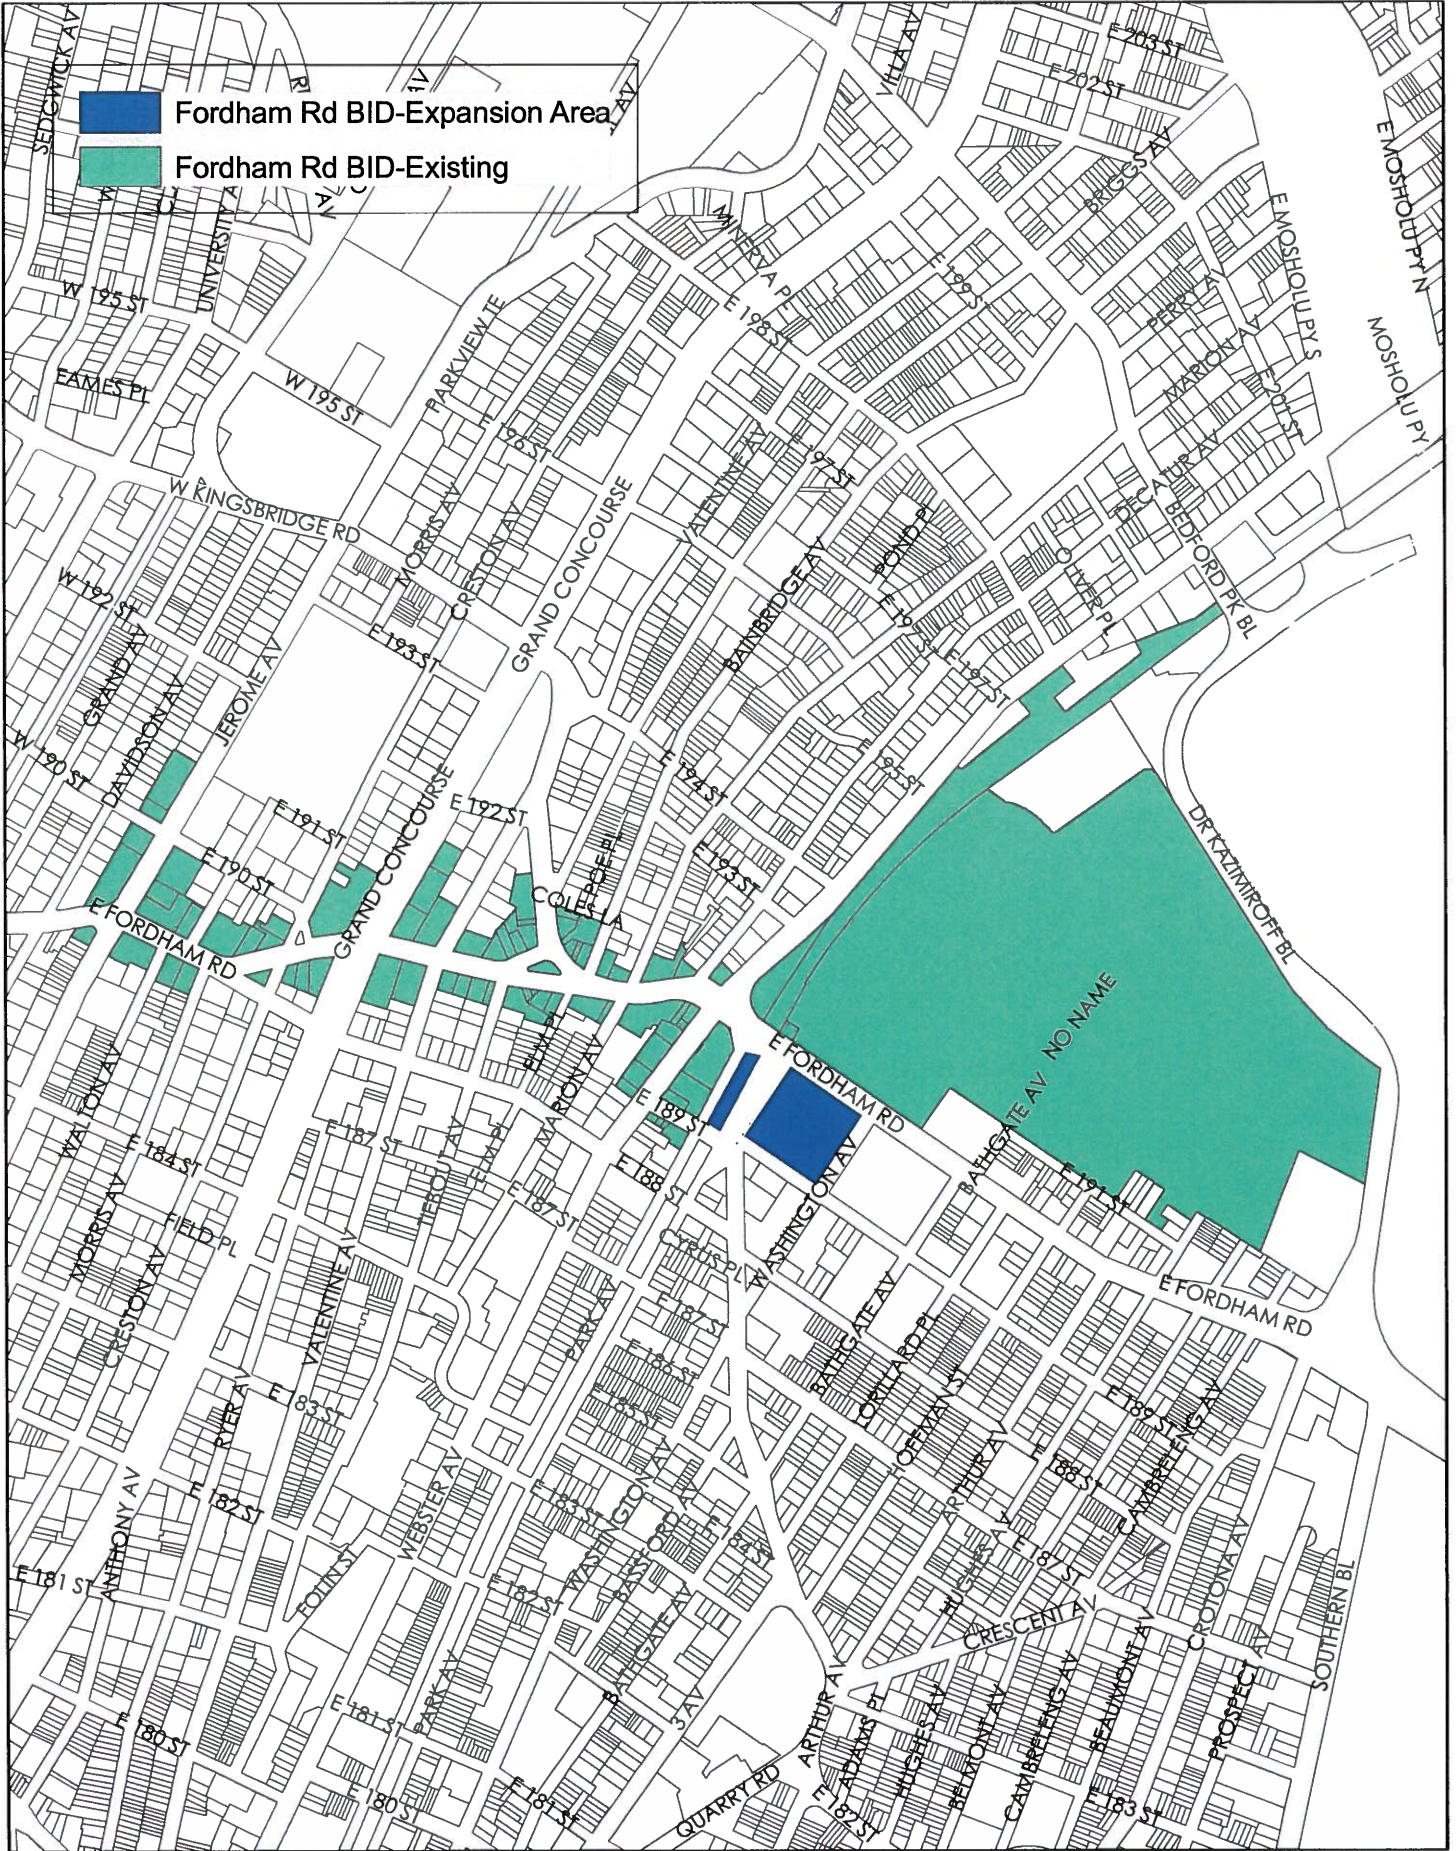 Fordham Rd BID-Expansion Area
Fordham Rd BID-Existing
SEDGWICK AV
UNIVERSITY A
VILLA AV
E 203 ST
E 202 ST
BRIGGS AV
E MOSHOLU PY N
E MOSHOLU PY S
MOSHOLU PY
MINERVA PL
E 199 ST
PERRY A
E 198 ST
MARION AV
E 201 ST
W 195 ST
EAMES PL
W 195 ST
PARKVIEW TE
E 196 ST
VALENTINE AV
E 197 ST
DECATUR AV
BEDFORD PK BL
W KINGSBRIDGE RD
MORRIS AV
CRESTON AV
GRAND CONCOURSE
POND PL
OLIVER PL
BAINBRIDGE AV
E 197 ST
E 197 ST
W 192 ST
GRAND AV
DAVIDSON AV
JEROME AV
E 193 ST
W 190 ST
E 194 ST
E 195 ST
E 191 ST
E 192 ST
GRAND CONCOURSE
POE PL
E 193 ST
E 190 ST
COLES LA
DR KAZIMIROFF BL
E FORDHAM RD
BATHGATE AV NO NAME
E FORDHAM RD
ELM PL
MARION AV
E 189 ST
WALTON AV
E 184 ST
E 187 ST
TIEBOUT AV
ELM PL
E 188 ST
E 187 ST
WASHINGTON AV
E 191 ST
MORRIS AV
FIELD PL
CRESTON AV
VALENTINE AV
CYRUS PL
E 187 ST
PARK AV
E 186 ST
E 185 ST
BATHGATE AV
LORILLARD PL
HOFFMAN ST
E FORDHAM RD
E 189 ST
RYER AV
E 183 ST
E 188 ST
CAMBRELENG AV
ARTHUR AV
E 182 ST
WEBSTER AV
ANTHONY AV
E 183 ST
WASHINGTON AV
BASSFORD AV
E 184 ST
HUGHES AV
E 187 ST
CROTONA AV
E 181 ST
FOLIN ST
E 182 ST
BATHGATE AV
CRESCENT AV
SOUTHERN BL
E 180 ST
E 181 ST
PARK AV
3 AV
ARTHUR AV
ADAMS PL
HUGHES AV
BELMONT AV
CAMBRELENG AV
BEAUMONT AV
PROSPECT AV
E 180 S
E 181 ST
QUARRY RD
E 182 ST
E 183 ST